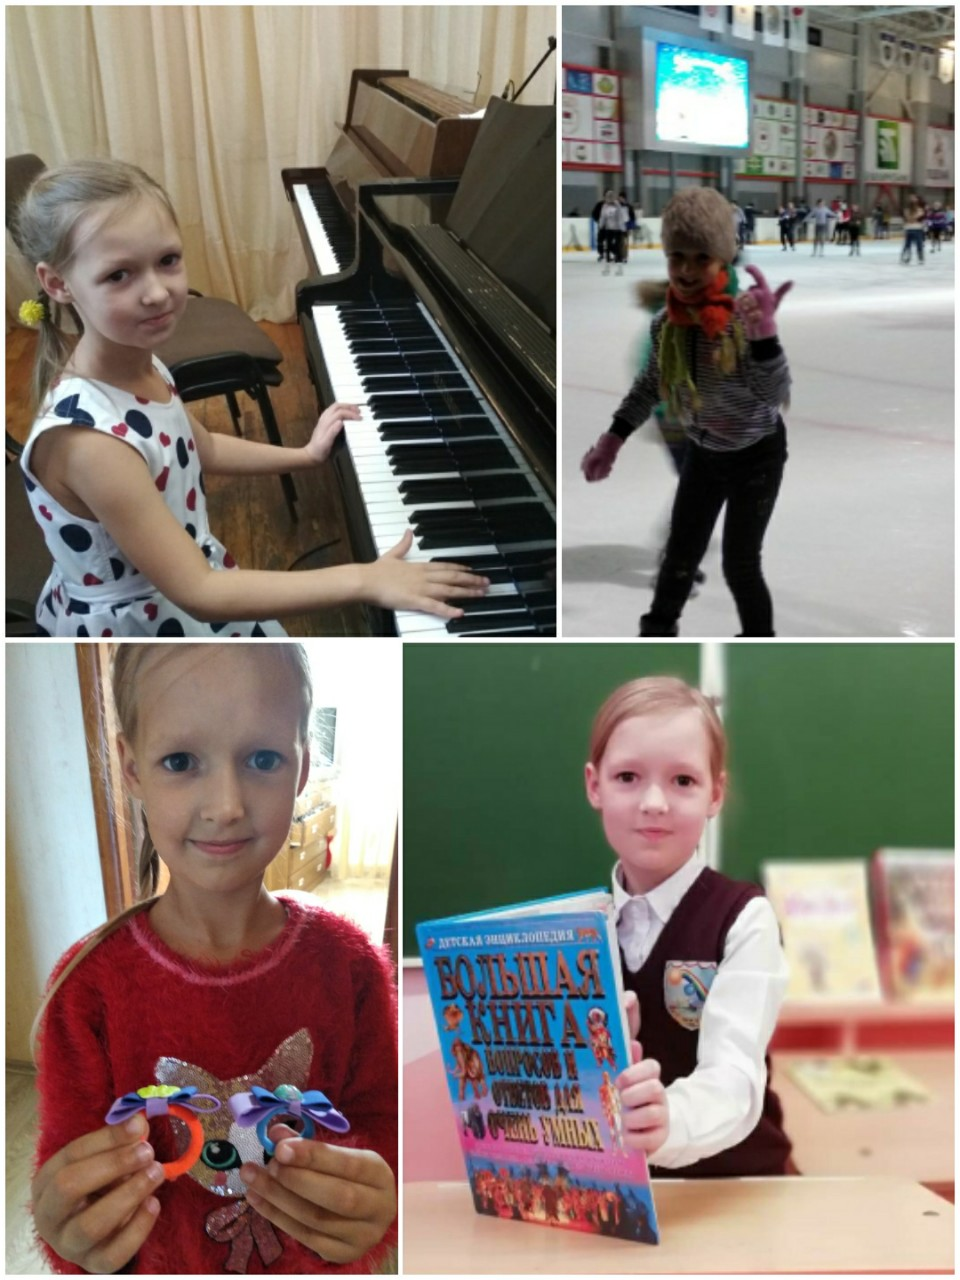 ДЕТСКАЯ ЭНЦИКЛОПЕДИЯ
БОЛЬШАЯ
КНИГА
ВОПРОСОВ И
ОТВЕТОВ ДЛЯ
ОЧЕНЬ УМНЫХ